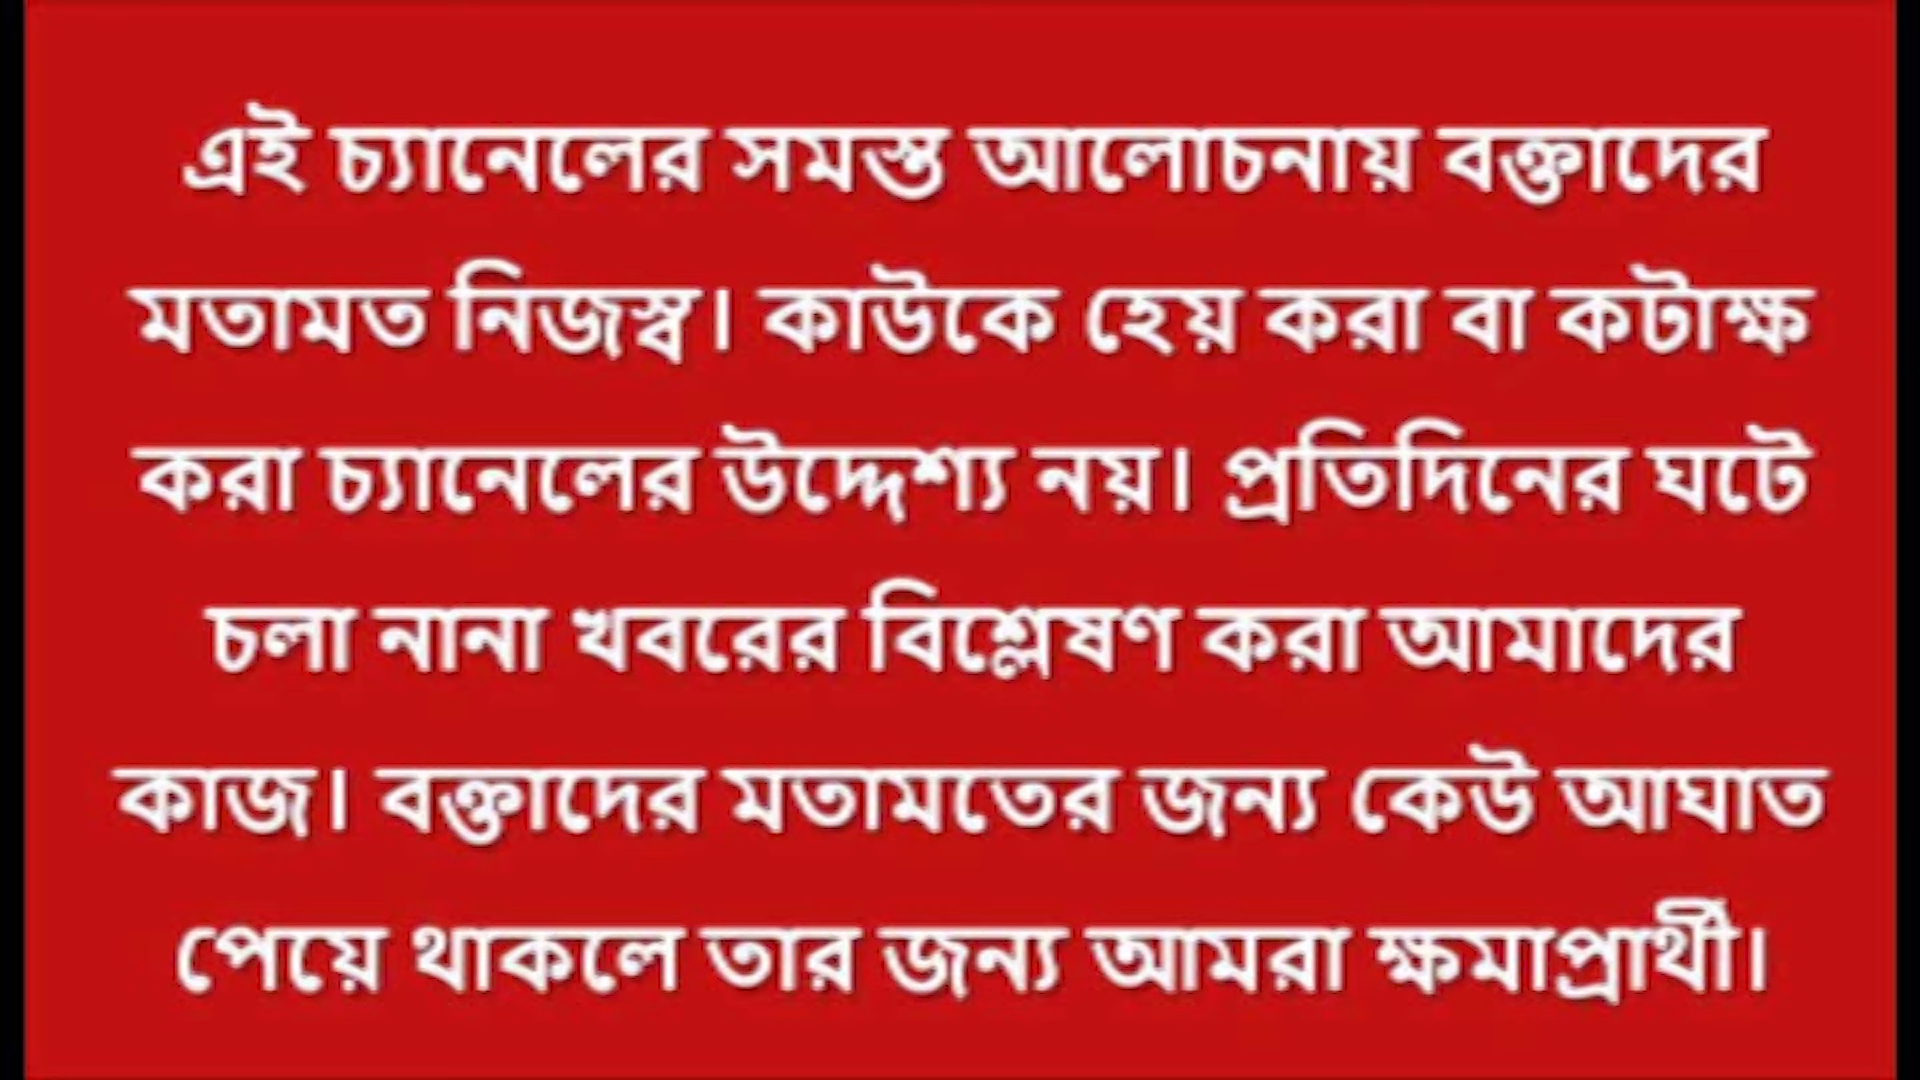 এই চ্যানেলের সমস্ত আলোচনায় বক্তাদের
মতামত নিজস্ব। কাউকে হেয় করা বা কটাক্ষ
করা চ্যানেলের উদ্দেশ্য নয়। প্রতিদিনের ঘটে
চলা নানা খবরের বিশ্লেষণ করা আমাদের
কাজ। বক্তাদের মতামতের জন্য কেউ আঘাত
পেয়ে থাকলে তার জন্য আমরা ক্ষমাপ্রার্থী।